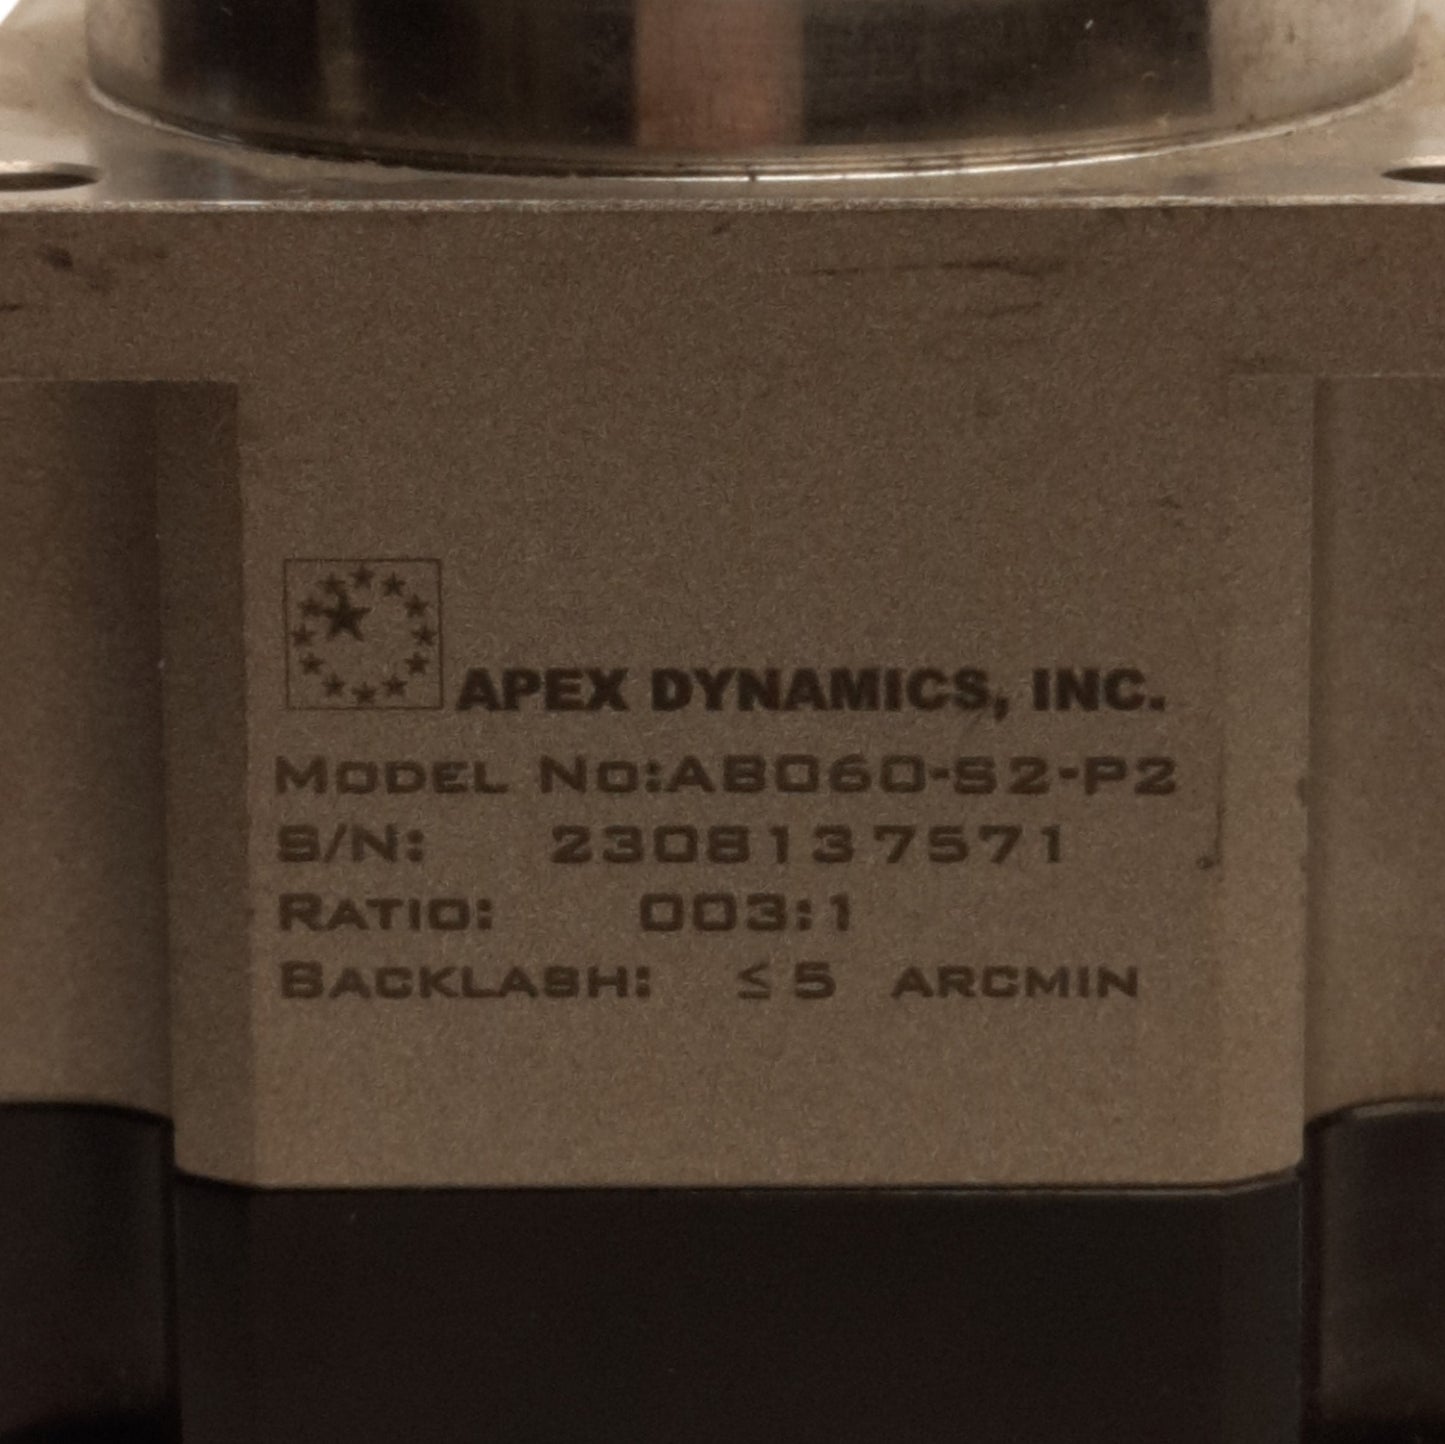 APEX DYNAMICS, INC.
MODEL NO:AB060-S2-P2
S/N: 2308137571
RATIO: 003:1
BACKLASH: ≤ 5 ARCMIN